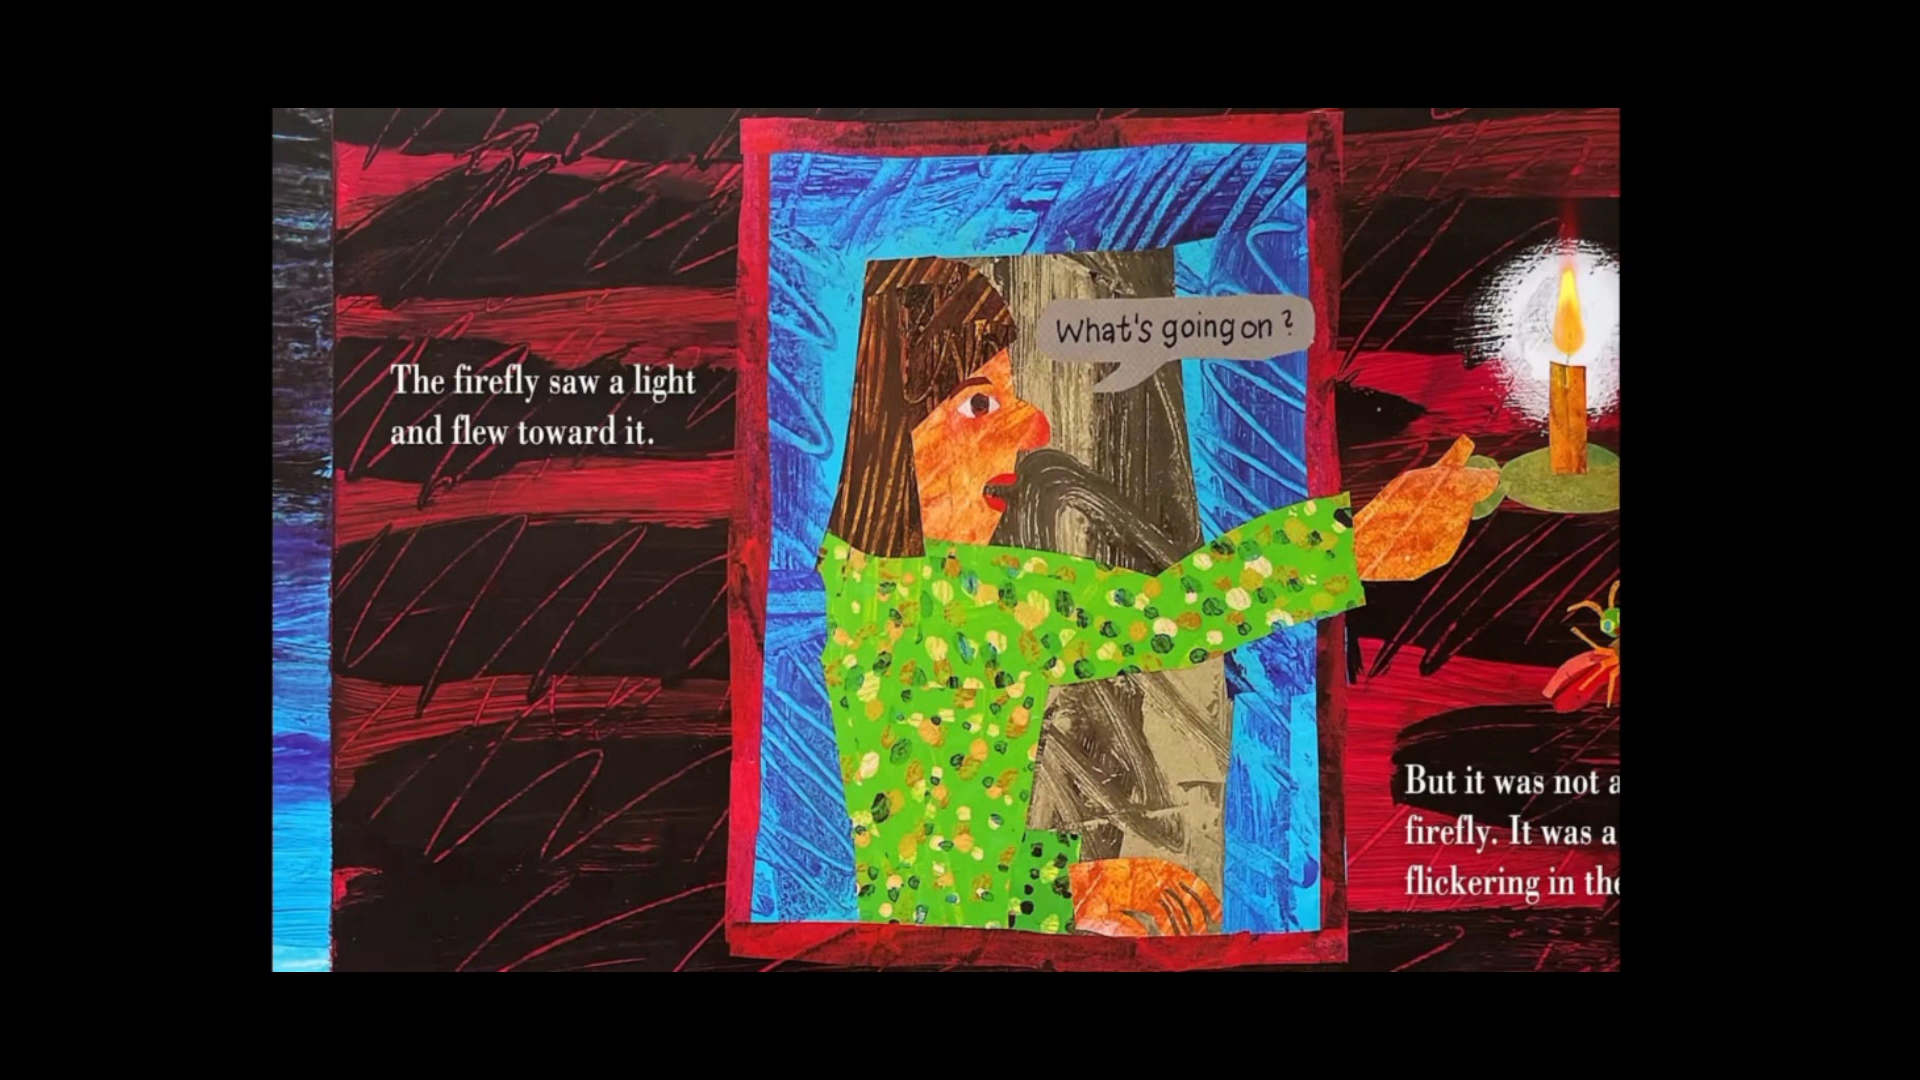 The firefly saw a light
and flew toward it.
What's going on?
But it was not a
firefly. It was a
flickering in the